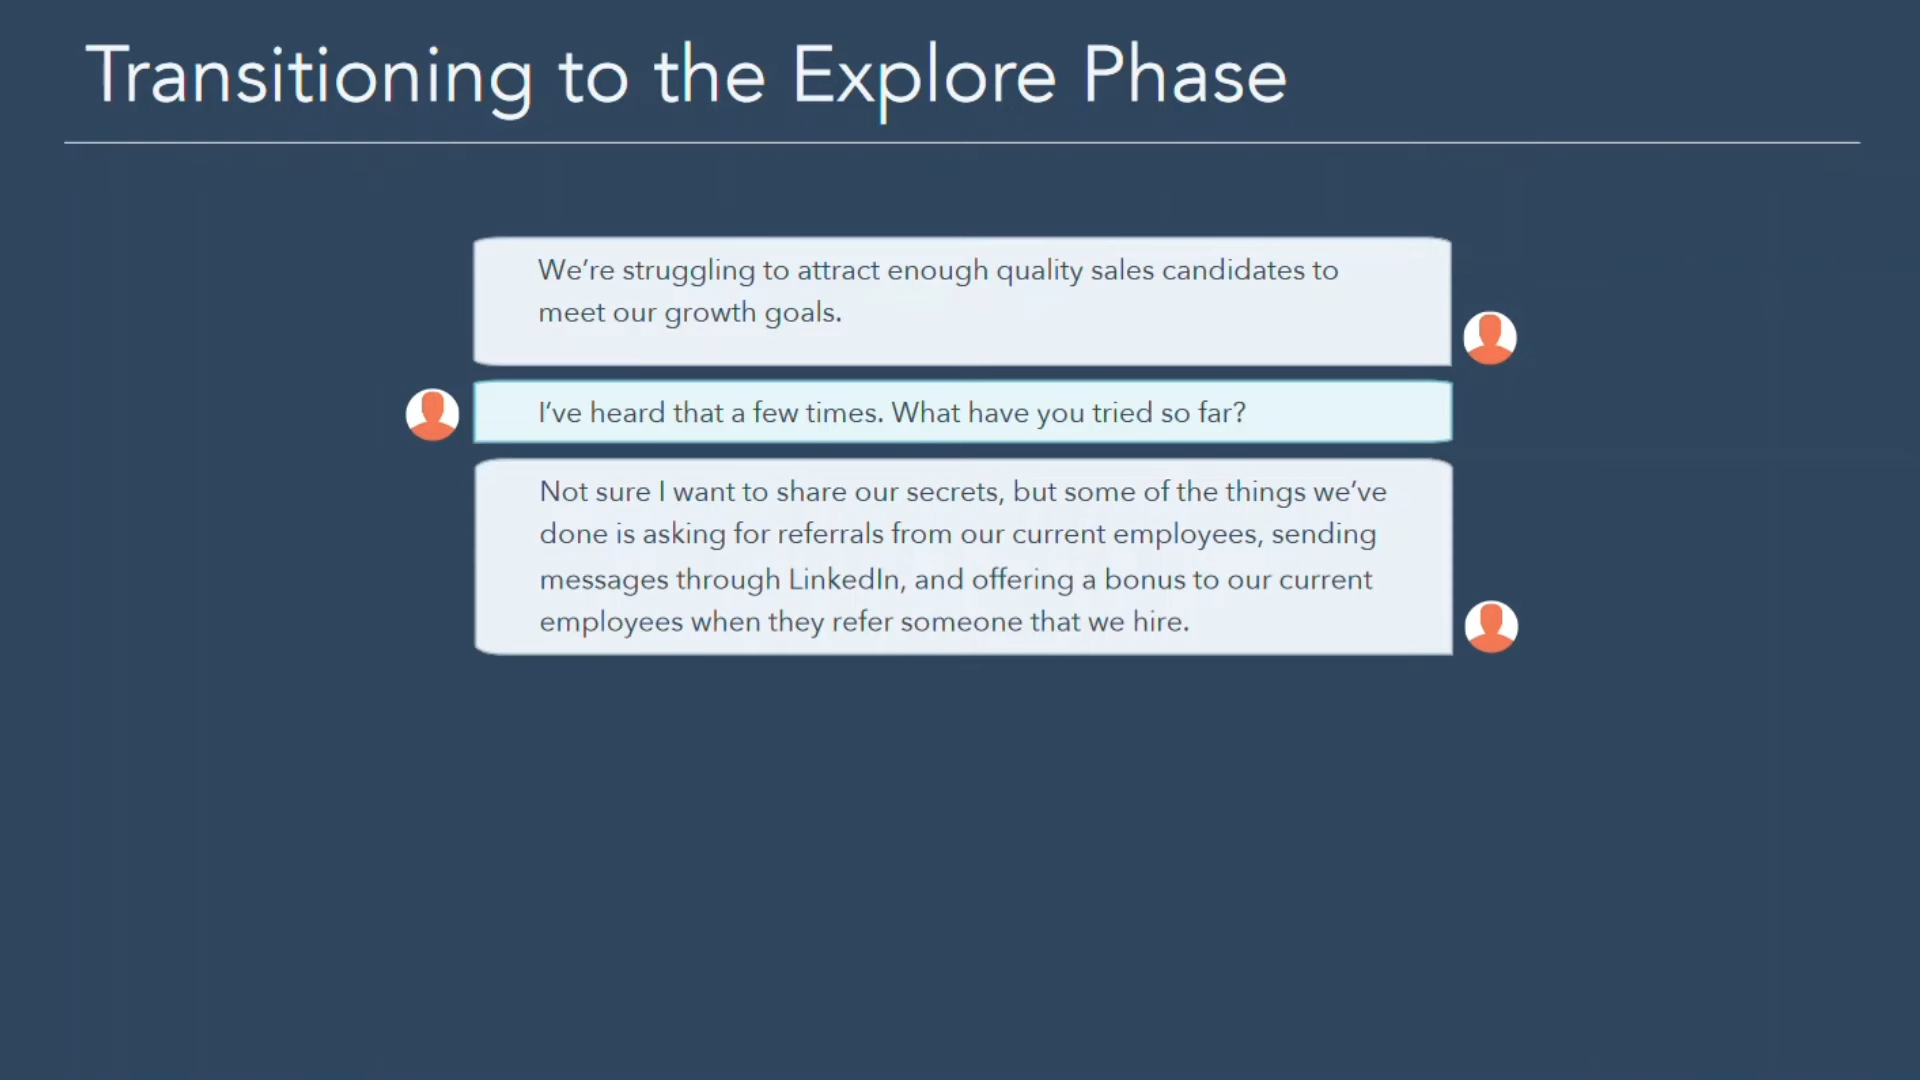 Transitioning to the Explore Phase
We’re struggling to attract enough quality sales candidates to
meet our growth goals.
I’ve heard that a few times. What have you tried so far?
Not sure I want to share our secrets, but some of the things we’ve
done is asking for referrals from our current employees, sending
messages through LinkedIn, and offering a bonus to our current
employees when they refer someone that we hire.